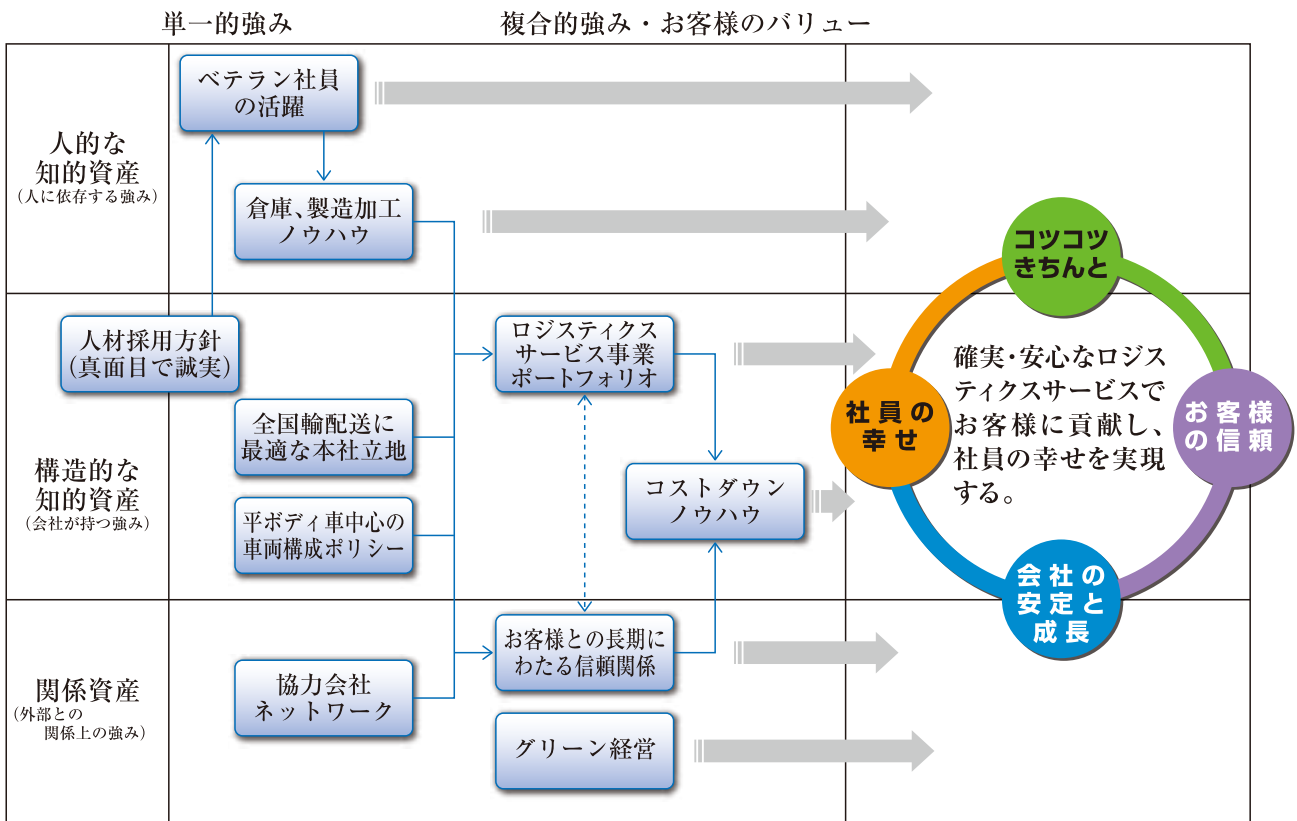 単一的強み
複合的強み・お客様のバリュー
人的な
知的資産
（人に依存する強み）
ベテラン社員
の活躍
倉庫、製造加工
ノウハウ
構造的な
知的資産
（会社が持つ強み）
人材採用方針
（真面目で誠実）
全国輸配送に
最適な本社立地
平ボディ車中心の
車両構成ポリシー
ロジスティクス
サービス事業
ポートフォリオ
コストダウン
ノウハウ
関係資産
（外部との
関係上の強み）
協力会社
ネットワーク
お客様との長期に
わたる信頼関係
グリーン経営
コツコツ
きちんと
社員の
幸せ
確実・安心なロジス
ティクスサービスで
お客様に貢献し、
社員の幸せを実現
する。
お客様
の信頼
会社の
安定と
成長